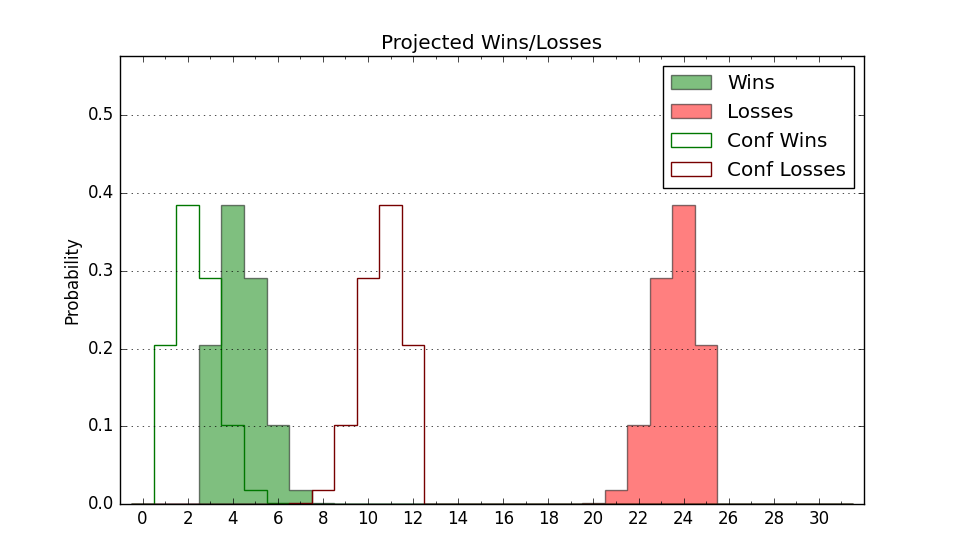 Projected Wins/Losses
Wins
Losses
Conf Wins
Conf Losses
Probability
0.5
0.4
0.3
0.2
0.1
0.0
0 2 4 6 8 10 12 14 16 18 20 22 24 26 28 30